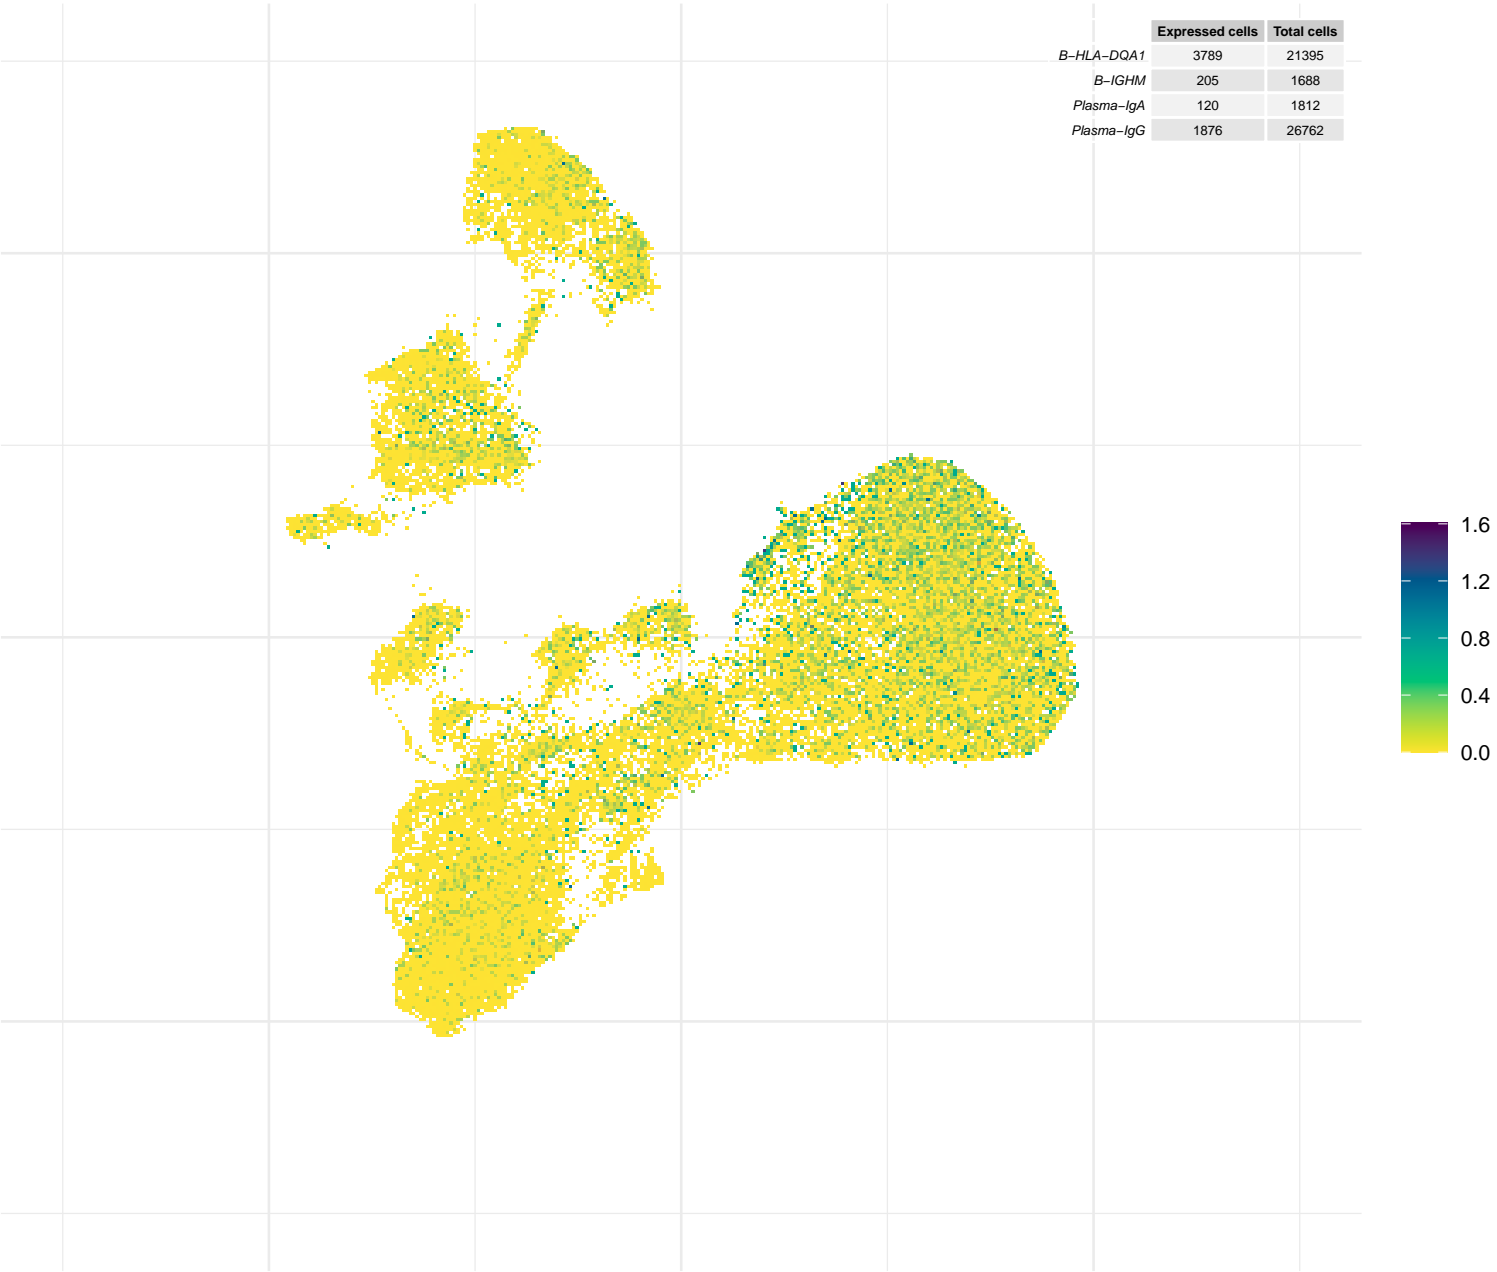 Expressed cells Total cells
B−HLA−DQA1 3789 21395
B−IGHM 205 1688
Plasma−IgA 120 1812
Plasma−IgG 1876 26762
1.6
1.2
0.8
0.4
0.0